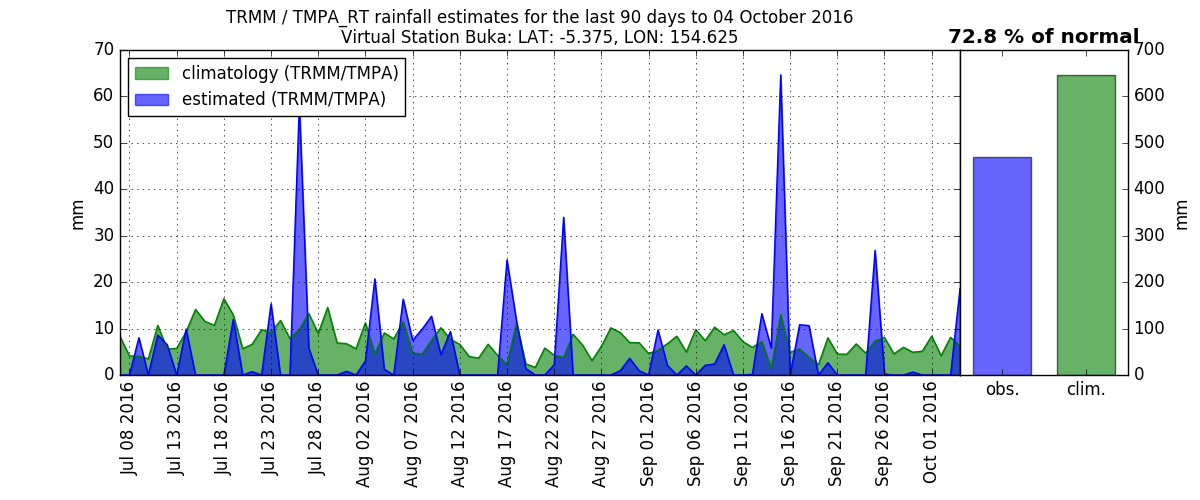 TRMM / TMPA_RT rainfall estimates for the last 90 days to 04 October 2016
Virtual Station Buka: LAT: -5.375, LON: 154.625
72.8 % of normal
climatology (TRMM/TMPA)
estimated (TRMM/TMPA)
70
60
50
40
30
20
10
0
mm
Jul 08 2016
Jul 13 2016
Jul 18 2016
Jul 23 2016
Jul 28 2016
Aug 02 2016
Aug 07 2016
Aug 12 2016
Aug 17 2016
Aug 22 2016
Aug 27 2016
Sep 01 2016
Sep 06 2016
Sep 11 2016
Sep 16 2016
Sep 21 2016
Sep 26 2016
Oct 01 2016
obs.
clim.
700
600
500
400
300
200
100
0
mm